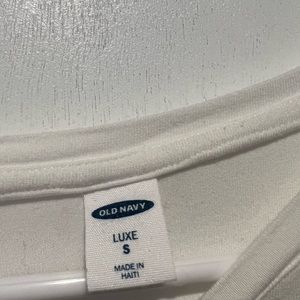 OLD NAVY
LUXE
S
MADE IN
HAITI